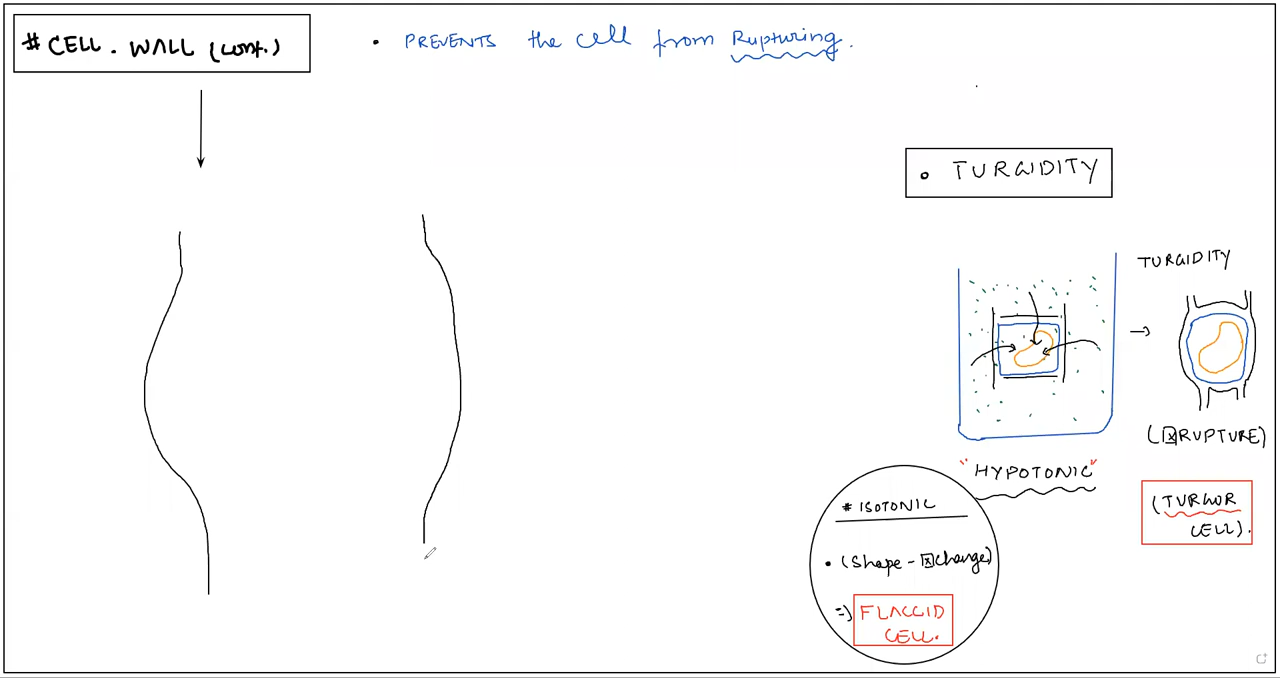 # CELL. WALL (cont.)
• PREVENTS the cell from Rupturing.
• TURGIDITY
TURGIDITY
(☒ RUPTURE)
"HYPOTONIC"
(TURGOR
CELL).
# ISOTONIC
• (Shape - ☒ change)
=> FLACCID
CELL.